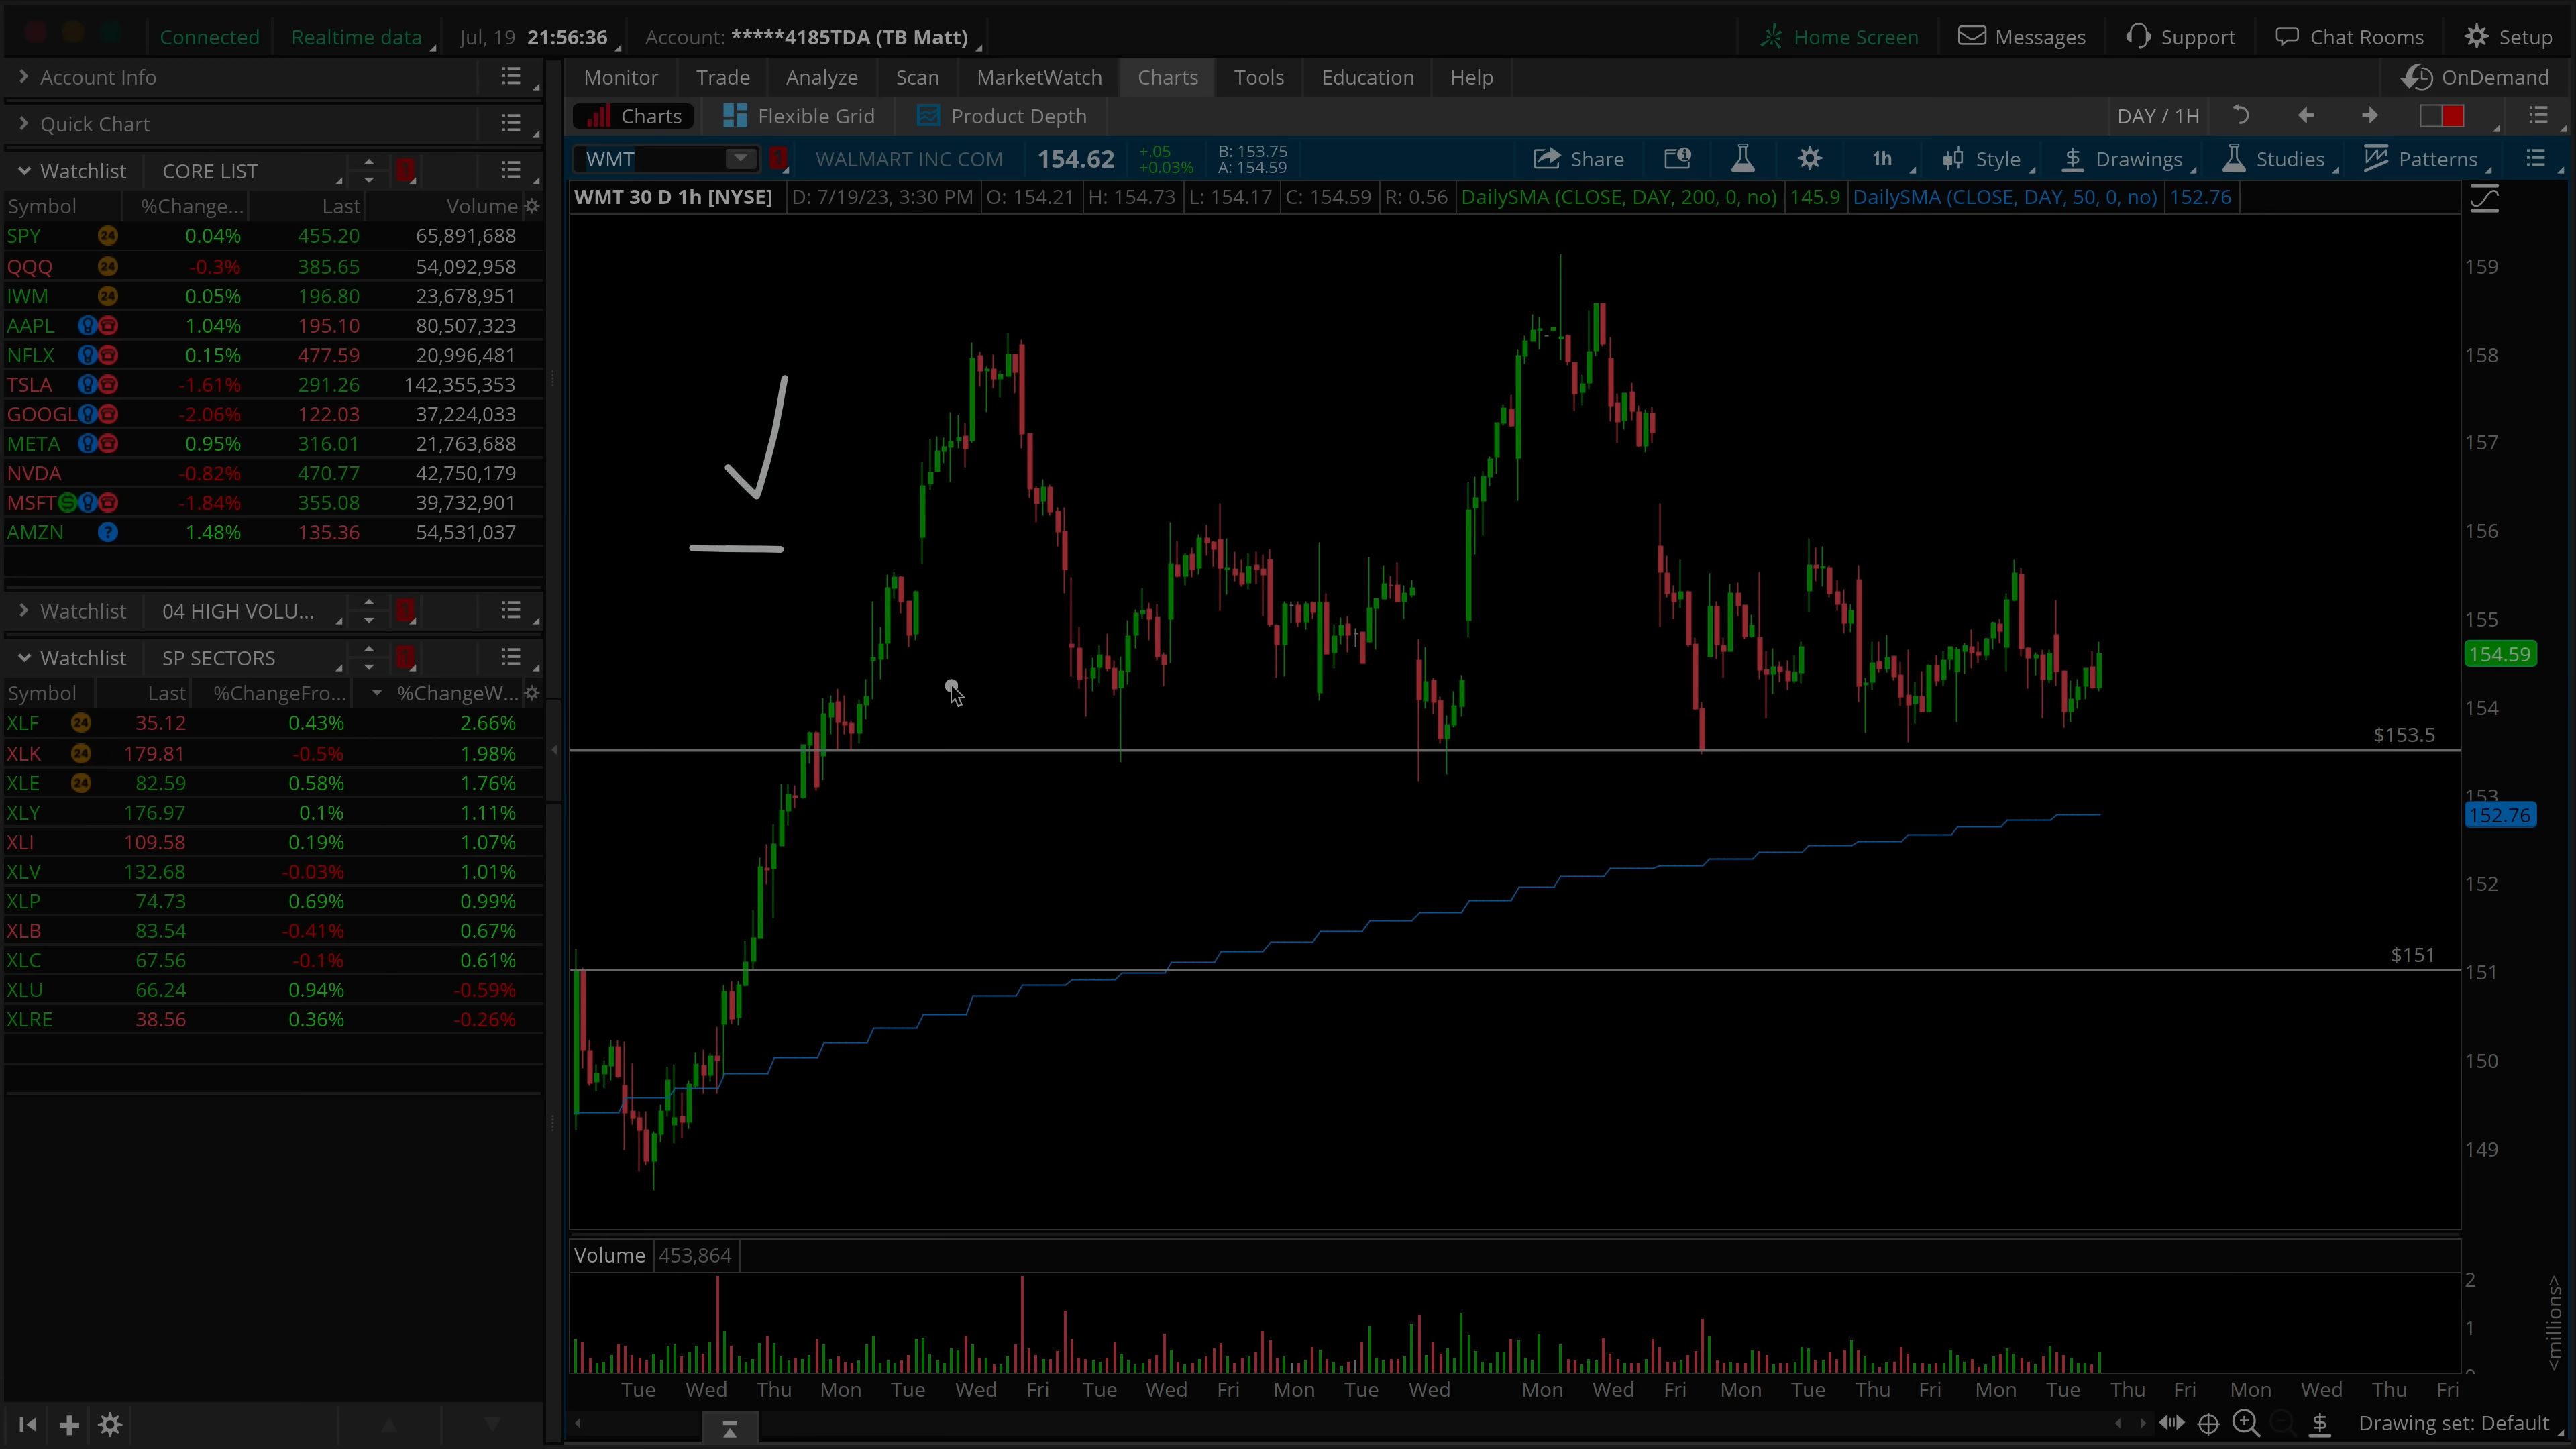 Connected Realtime data Jul, 19 21:56:36 Account: *****4185TDA (TB Matt) Home Screen Messages Support Chat Rooms Setup
Account Info
Monitor Trade Analyze Scan MarketWatch Charts Tools Education Help OnDemand
Quick Chart
Charts Flexible Grid Product Depth DAY / 1H
Watchlist CORE LIST 1
WMT 1 WALMART INC COM 154.62 +.05 +0.03% B: 153.75 A: 154.59 Share 1h Style Drawings Studies Patterns
WMT 30 D 1h [NYSE] D: 7/19/23, 3:30 PM O: 154.21 H: 154.73 L: 154.17 C: 154.59 R: 0.56 DailySMA (CLOSE, DAY, 200, 0, no) 145.9 DailySMA (CLOSE, DAY, 50, 0, no) 152.76
Symbol %Change... Last Volume
SPY 24 0.04% 455.20 65,891,688
QQQ 24 -0.3% 385.65 54,092,958
IWM 24 0.05% 196.80 23,678,951
AAPL 1.04% 195.10 80,507,323
NFLX 0.15% 477.59 20,996,481
TSLA -1.61% 291.26 142,355,353
GOOGL -2.06% 122.03 37,224,033
META 0.95% 316.01 21,763,688
NVDA -0.82% 470.77 42,750,179
MSFT -1.84% 355.08 39,732,901
AMZN ? 1.48% 135.36 54,531,037
Watchlist 04 HIGH VOLU... 1
Watchlist SP SECTORS 1
Symbol Last %ChangeFro... %ChangeW...
XLF 24 35.12 0.43% 2.66%
XLK 24 179.81 -0.5% 1.98%
XLE 24 82.59 0.58% 1.76%
XLY 176.97 0.1% 1.11%
XLI 109.58 0.19% 1.07%
XLV 132.68 -0.03% 1.01%
XLP 74.73 0.69% 0.99%
XLB 83.54 -0.41% 0.67%
XLC 67.56 -0.1% 0.61%
XLU 66.24 0.94% -0.59%
XLRE 38.56 0.36% -0.26%
159
158
157
156
155
154.59
154
$153.5
153
152.76
152
$151
151
150
149
Volume 453,864
2
1
<millions>
Tue Wed Thu Mon Tue Wed Fri Tue Wed Fri Mon Tue Wed Mon Wed Fri Mon Tue Thu Fri Mon Tue Thu Fri Mon Wed Thu Fri
Drawing set: Default